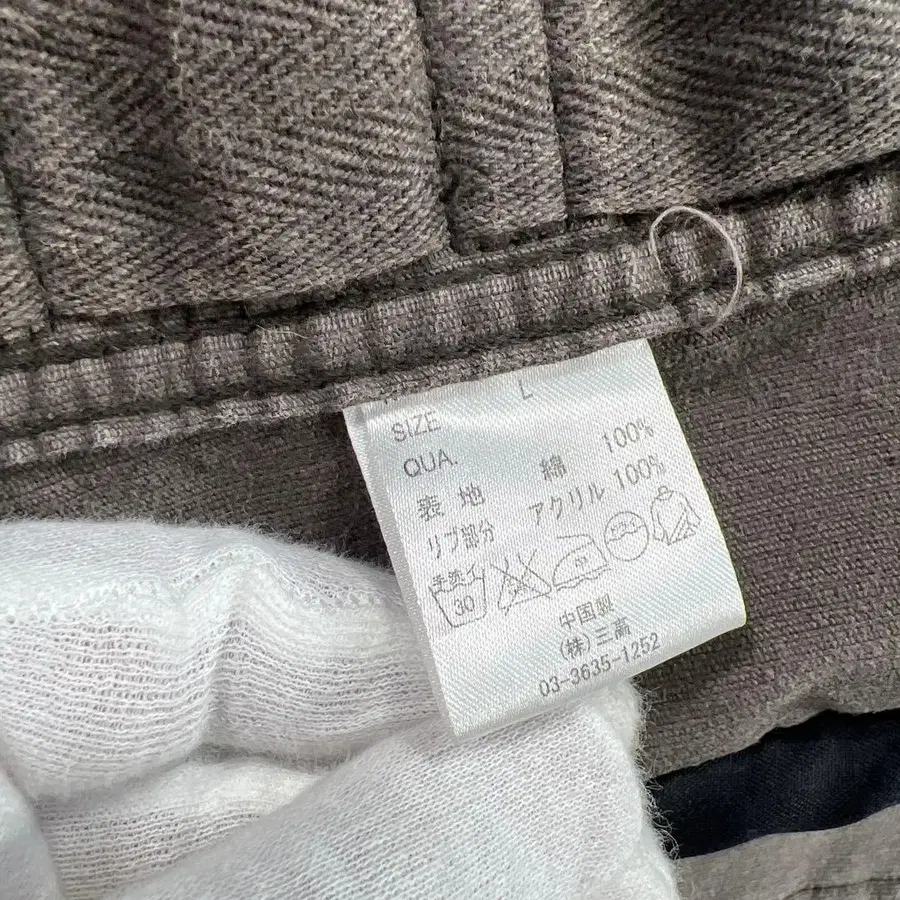 SIZE L
QUA.
表地 綿 100%
リブ部分 アクリル 100%
手洗イ
30
中国製
(株)三高
03-3635-1252